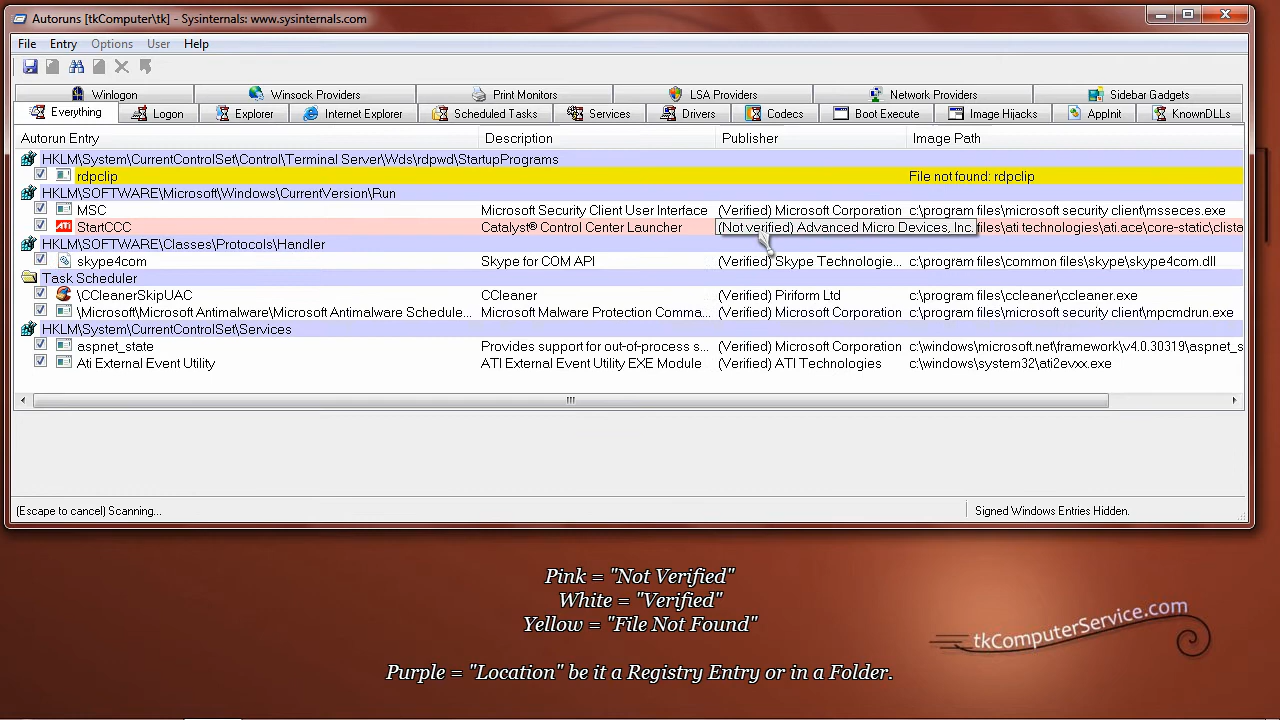 Autoruns [tkComputer\tk] - Sysinternals: www.sysinternals.com
File Entry Options User Help
Winlogon Winsock Providers Print Monitors LSA Providers Network Providers Sidebar Gadgets
Everything Logon Explorer Internet Explorer Scheduled Tasks Services Drivers Codecs Boot Execute Image Hijacks AppInit KnownDLLs
Autorun Entry Description Publisher Image Path
HKLM\System\CurrentControlSet\Control\Terminal Server\Wds\rdpwd\StartupPrograms
rdpclip File not found: rdpclip
HKLM\SOFTWARE\Microsoft\Windows\CurrentVersion\Run
MSC Microsoft Security Client User Interface (Verified) Microsoft Corporation c:\program files\microsoft security client\msseces.exe
StartCCC Catalyst® Control Center Launcher (Not verified) Advanced Micro Devices, Inc. files\ati technologies\ati.ace\core-static\clista
HKLM\SOFTWARE\Classes\Protocols\Handler
skype4com Skype for COM API (Verified) Skype Technologie... c:\program files\common files\skype\skype4com.dll
Task Scheduler
\CCleanerSkipUAC CCleaner (Verified) Piriform Ltd c:\program files\ccleaner\ccleaner.exe
\Microsoft\Microsoft Antimalware\Microsoft Antimalware Schedule... Microsoft Malware Protection Comma... (Verified) Microsoft Corporation c:\program files\microsoft security client\mpcmdrun.exe
HKLM\System\CurrentControlSet\Services
aspnet_state Provides support for out-of-process s... (Verified) Microsoft Corporation c:\windows\microsoft.net\framework\v4.0.30319\aspnet_s
Ati External Event Utility ATI External Event Utility EXE Module (Verified) ATI Technologies c:\windows\system32\ati2evxx.exe
(Escape to cancel) Scanning... Signed Windows Entries Hidden.
Pink = "Not Verified"
White = "Verified"
Yellow = "File Not Found"
tkComputerService.com
Purple = "Location" be it a Registry Entry or in a Folder.